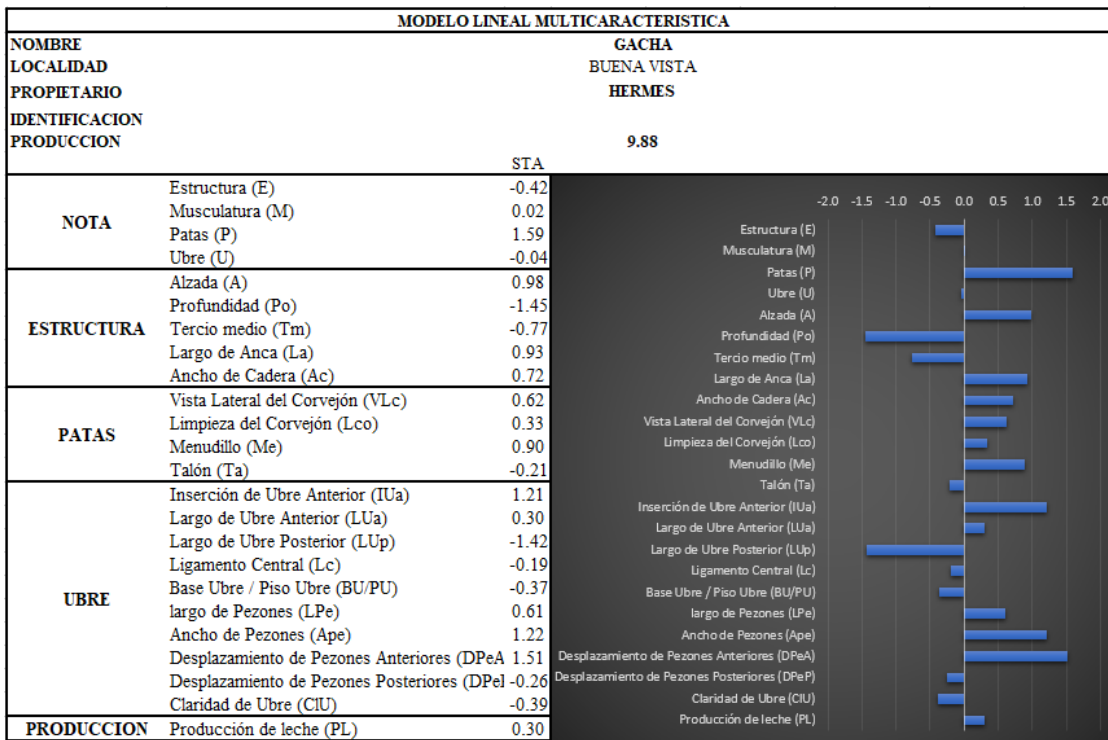 MODELO LINEAL MULTICARACTERISTICA
NOMBRE GACHA
LOCALIDAD BUENA VISTA
PROPIETARIO HERMES
IDENTIFICACION
PRODUCCION 9.88
STA
NOTA
Estructura (E) -0.42
Musculatura (M) 0.02
Patas (P) 1.59
Ubre (U) -0.04
ESTRUCTURA
Alzada (A) 0.98
Profundidad (Po) -1.45
Tercio medio (Tm) -0.77
Largo de Anca (La) 0.93
Ancho de Cadera (Ac) 0.72
PATAS
Vista Lateral del Corvejón (VLc) 0.62
Limpieza del Corvejón (Lco) 0.33
Menudillo (Me) 0.90
Talón (Ta) -0.21
UBRE
Inserción de Ubre Anterior (IUa) 1.21
Largo de Ubre Anterior (LUa) 0.30
Largo de Ubre Posterior (LUp) -1.42
Ligamento Central (Lc) -0.19
Base Ubre / Piso Ubre (BU/PU) -0.37
largo de Pezones (LPe) 0.61
Ancho de Pezones (Ape) 1.22
Desplazamiento de Pezones Anteriores (DPeA 1.51
Desplazamiento de Pezones Posteriores (DPeI -0.26
Claridad de Ubre (ClU) -0.39
PRODUCCION Producción de leche (PL) 0.30
-2.0 -1.5 -1.0 -0.5 0.0 0.5 1.0 1.5 2.0
Estructura (E)
Musculatura (M)
Patas (P)
Ubre (U)
Alzada (A)
Profundidad (Po)
Tercio medio (Tm)
Largo de Anca (La)
Ancho de Cadera (Ac)
Vista Lateral del Corvejón (VLc)
Limpieza del Corvejón (Lco)
Menudillo (Me)
Talón (Ta)
Inserción de Ubre Anterior (IUa)
Largo de Ubre Anterior (LUa)
Largo de Ubre Posterior (LUp)
Ligamento Central (Lc)
Base Ubre / Piso Ubre (BU/PU)
largo de Pezones (LPe)
Ancho de Pezones (Ape)
Desplazamiento de Pezones Anteriores (DPeA)
Desplazamiento de Pezones Posteriores (DPeP)
Claridad de Ubre (ClU)
Producción de leche (PL)